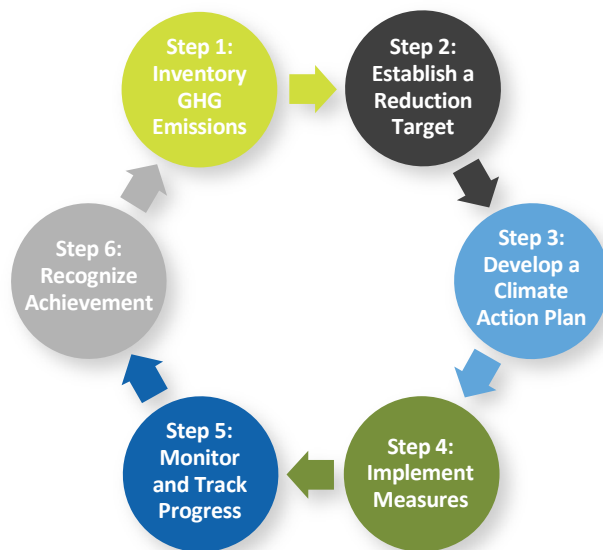 Step 1:
Inventory
GHG
Emissions
Step 2:
Establish a
Reduction
Target
Step 3:
Develop a
Climate
Action Plan
Step 4:
Implement
Measures
Step 5:
Monitor
and Track
Progress
Step 6:
Recognize
Achievement